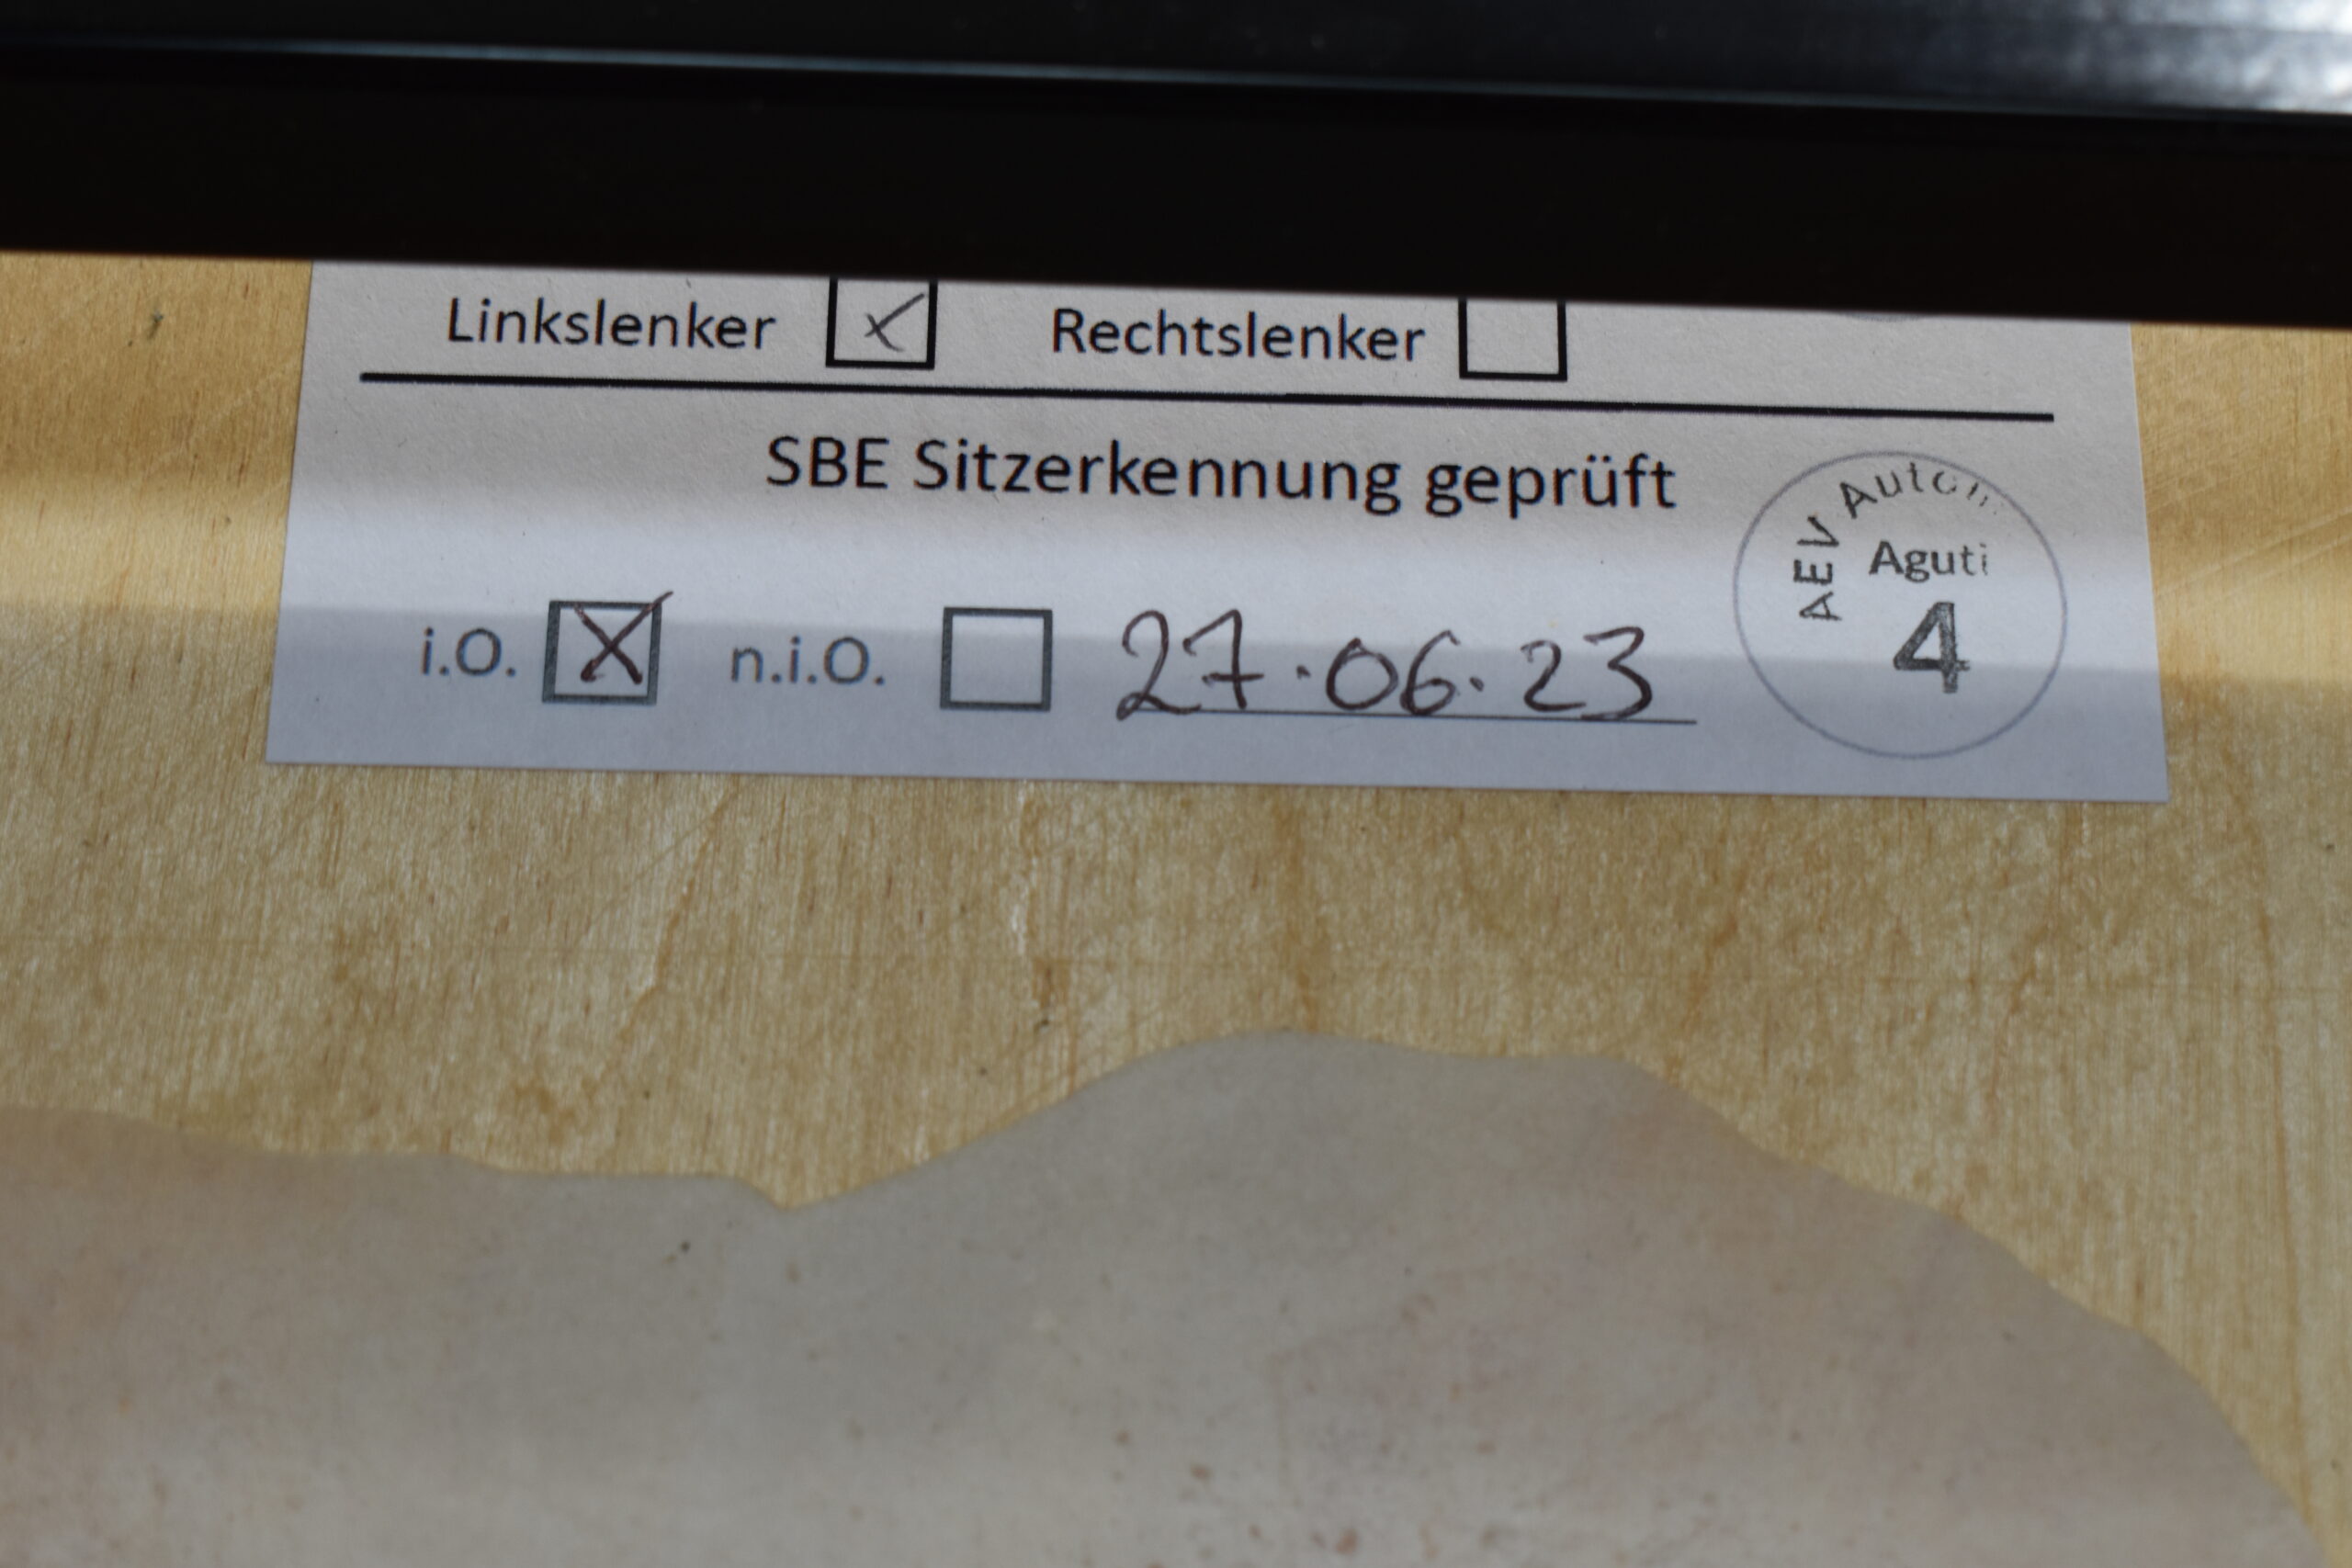 Linkslenker Rechtslenker
SBE Sitzerkennung geprüft
i.O. X n.i.O. 27.06.23
AEV
Aguti
4